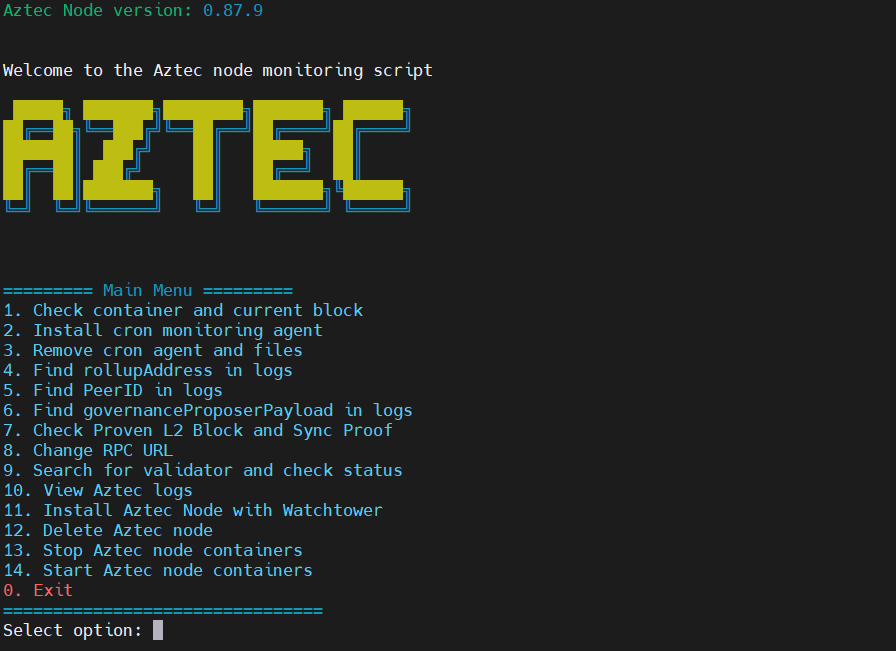 Aztec Node version: 0.87.9
Welcome to the Aztec node monitoring script
AZTEC
========= Main Menu =========
1. Check container and current block
2. Install cron monitoring agent
3. Remove cron agent and files
4. Find rollupAddress in logs
5. Find PeerID in logs
6. Find governanceProposerPayload in logs
7. Check Proven L2 Block and Sync Proof
8. Change RPC URL
9. Search for validator and check status
10. View Aztec logs
11. Install Aztec Node with Watchtower
12. Delete Aztec node
13. Stop Aztec node containers
14. Start Aztec node containers
0. Exit
================================
Select option: